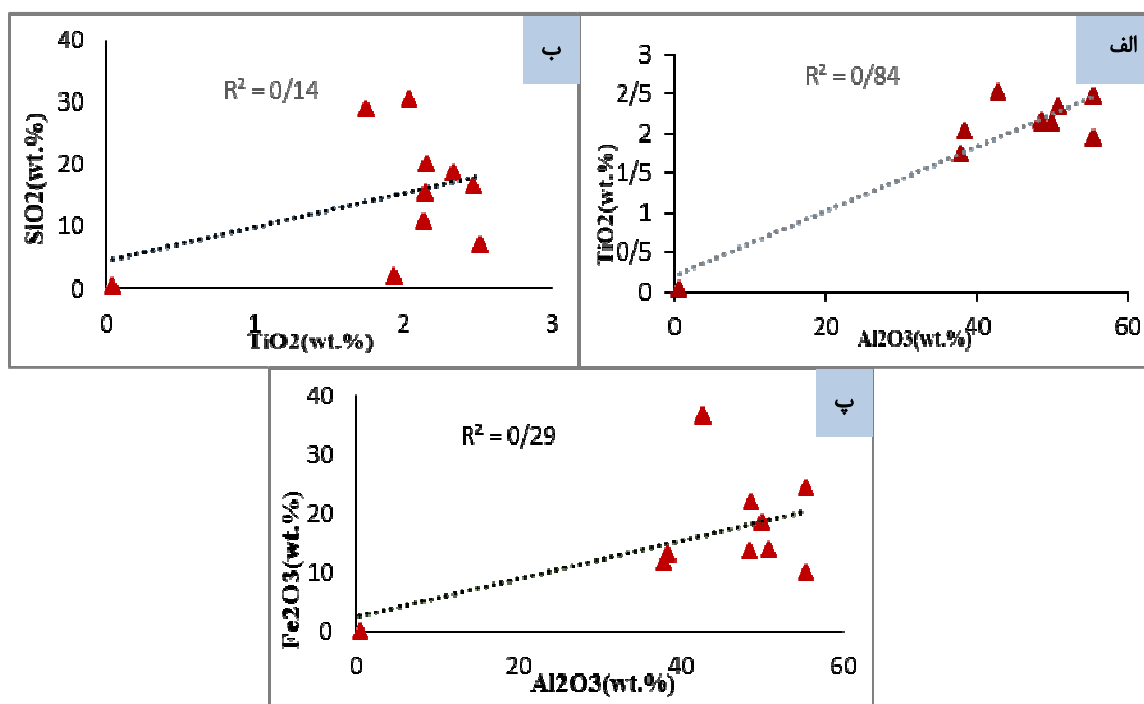 ب
R² = 0/14
SiO2(wt.%)
40
30
20
10
0
0 1 2 3
TiO2(wt.%)
الف
R² = 0/84
TiO2(wt.%)
3
2/5
2
1/5
1
0/5
0
0 20 40 60
Al2O3(wt.%)
پ
R² = 0/29
Fe2O3(wt.%)
40
30
20
10
0
0 20 40 60
Al2O3(wt.%)